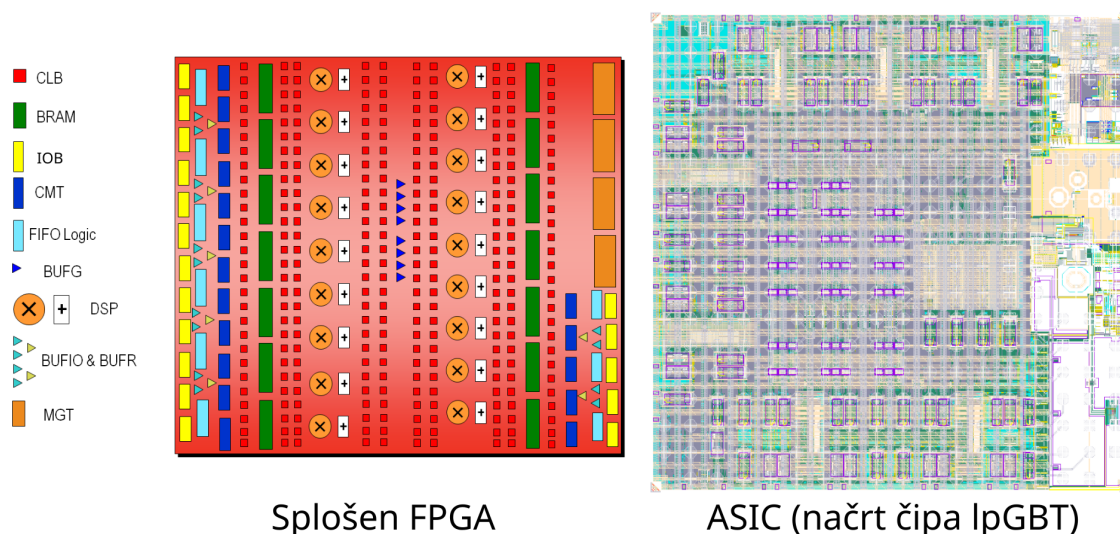 CLB
BRAM
IOB
CMT
FIFO Logic
BUFG
DSP
BUFIO & BUFR
MGT
Splošen FPGA
ASIC (načrt čipa lpGBT)